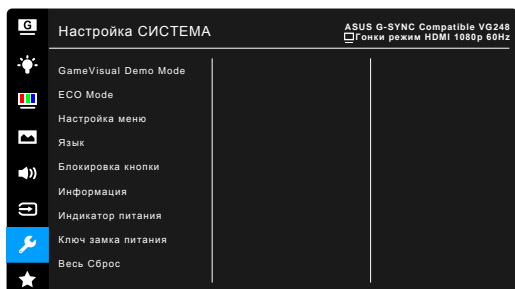 G
Настройка СИСТЕМА
ASUS G-SYNC Compatible VG248
Гонки режим HDMI 1080p 60Hz
GameVisual Demo Mode
ECO Mode
Настройка меню
Язык
Блокировка кнопки
Информация
Индикатор питания
Ключ замка питания
Весь Сброс